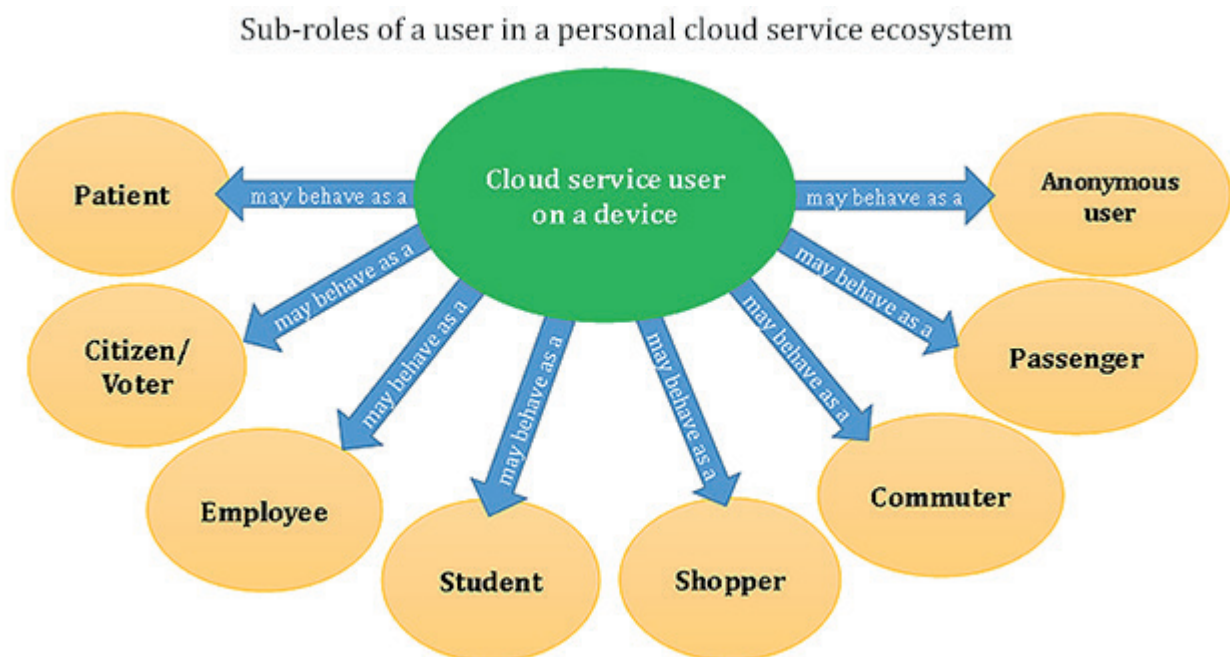 Sub-roles of a user in a personal cloud service ecosystem
Cloud service user
on a device
Patient
may behave as a
may behave as a
Anonymous
user
may behave as a
Citizen/
Voter
may behave as a
Passenger
may behave as a
Employee
may behave as a
Commuter
may behave as a
Student
may behave as a
Shopper